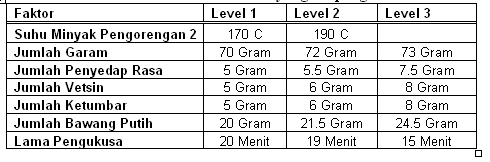 Faktor Level 1 Level 2 Level 3
Suhu Minyak Pengorengan 2 170 C 190 C
Jumlah Garam 70 Gram 72 Gram 73 Gram
Jumlah Penyedap Rasa 5 Gram 5.5 Gram 7.5 Gram
Jumlah Vetsin 5 Gram 6 Gram 8 Gram
Jumlah Ketumbar 5 Gram 6 Gram 8 Gram
Jumlah Bawang Putih 20 Gram 21.5 Gram 24.5 Gram
Lama Pengukusa 20 Menit 19 Menit 15 Menit